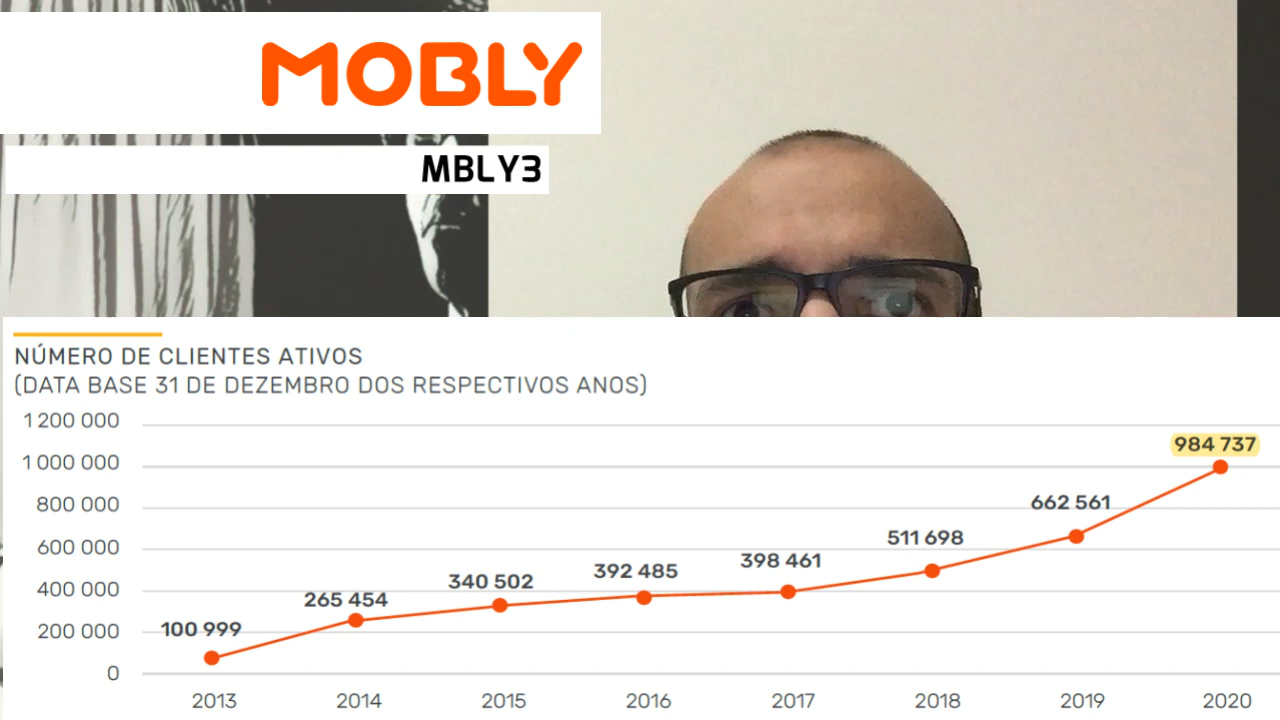 MOBLY
MBLY3
NÚMERO DE CLIENTES ATIVOS
(DATA BASE 31 DE DEZEMBRO DOS RESPECTIVOS ANOS)
1 200 000
1 000 000
800 000
600 000
400 000
200 000
0
100 999
265 454
340 502
392 485
398 461
511 698
662 561
984 737
2013 2014 2015 2016 2017 2018 2019 2020